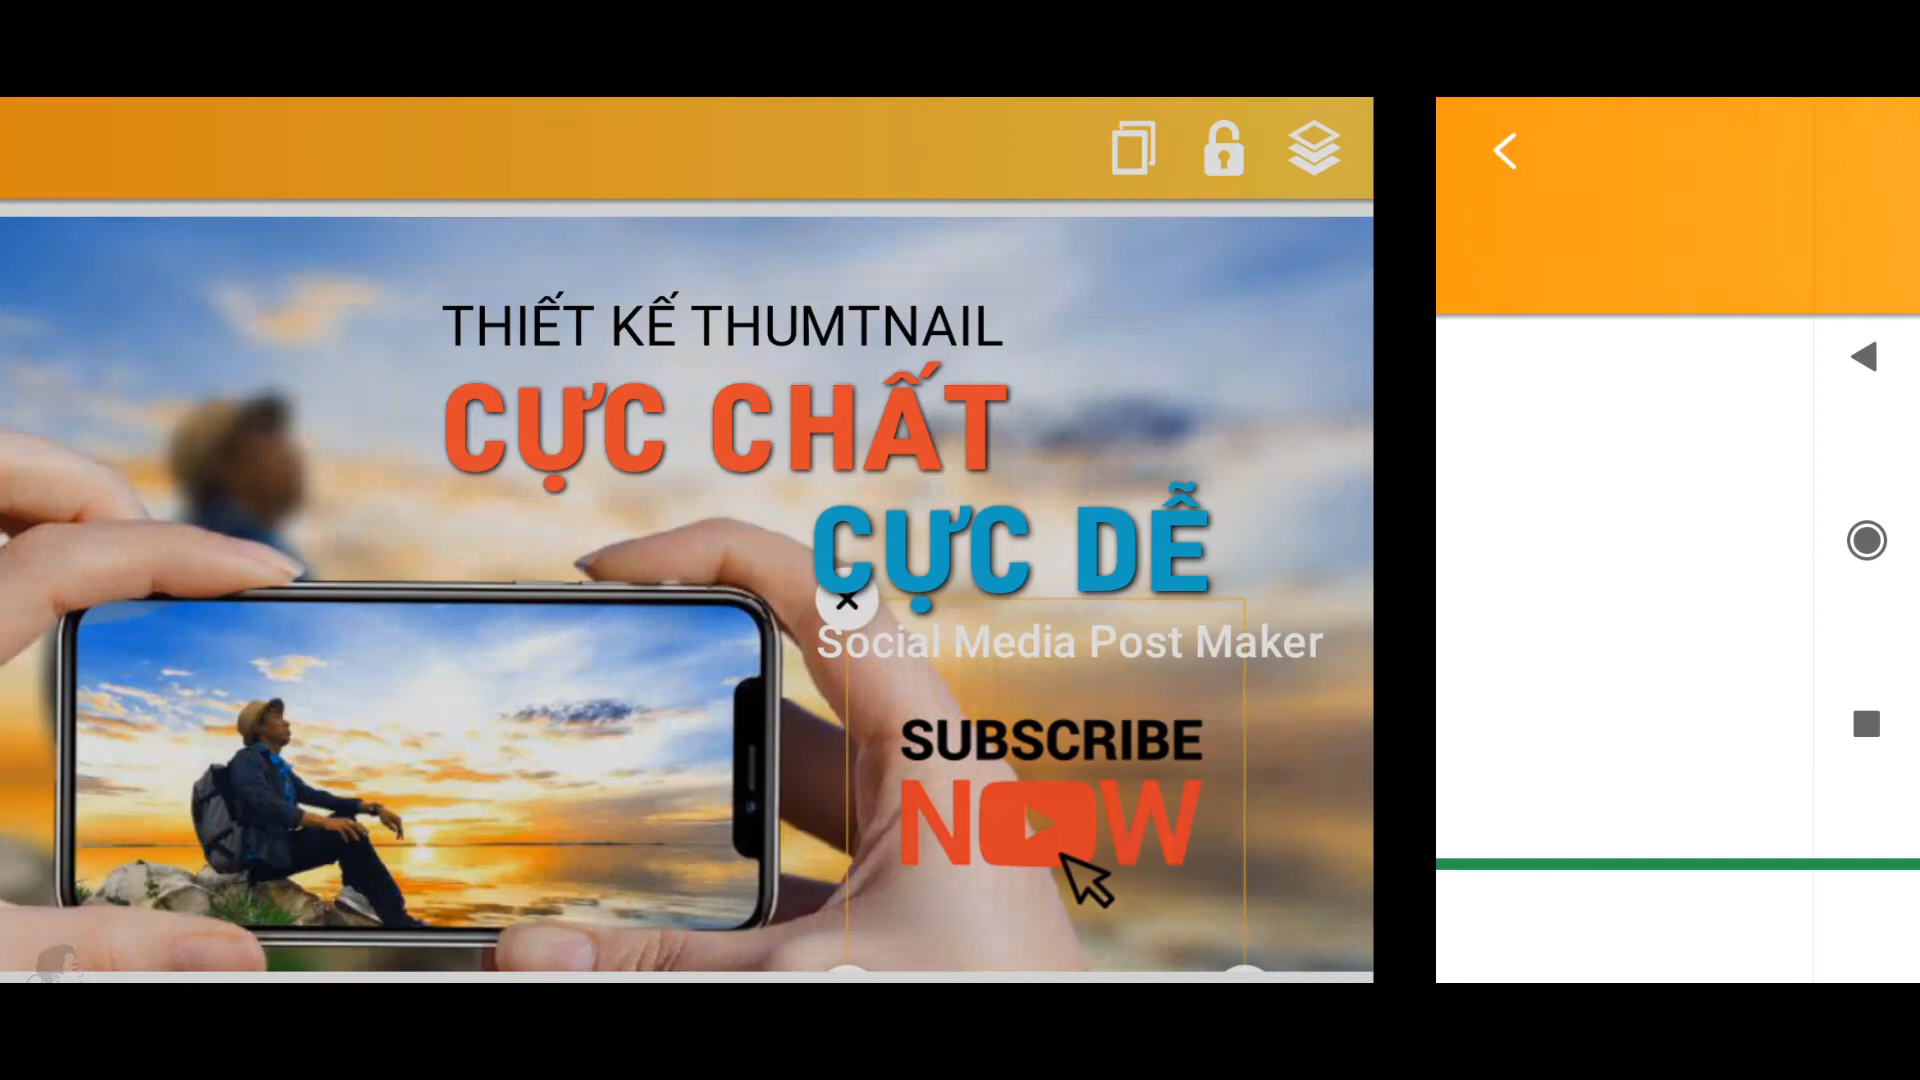 THIẾT KẾ THUMTNAIL
CỰC CHẤT
CỰC DỄ
Social Media Post Maker
SUBSCRIBE
NOW